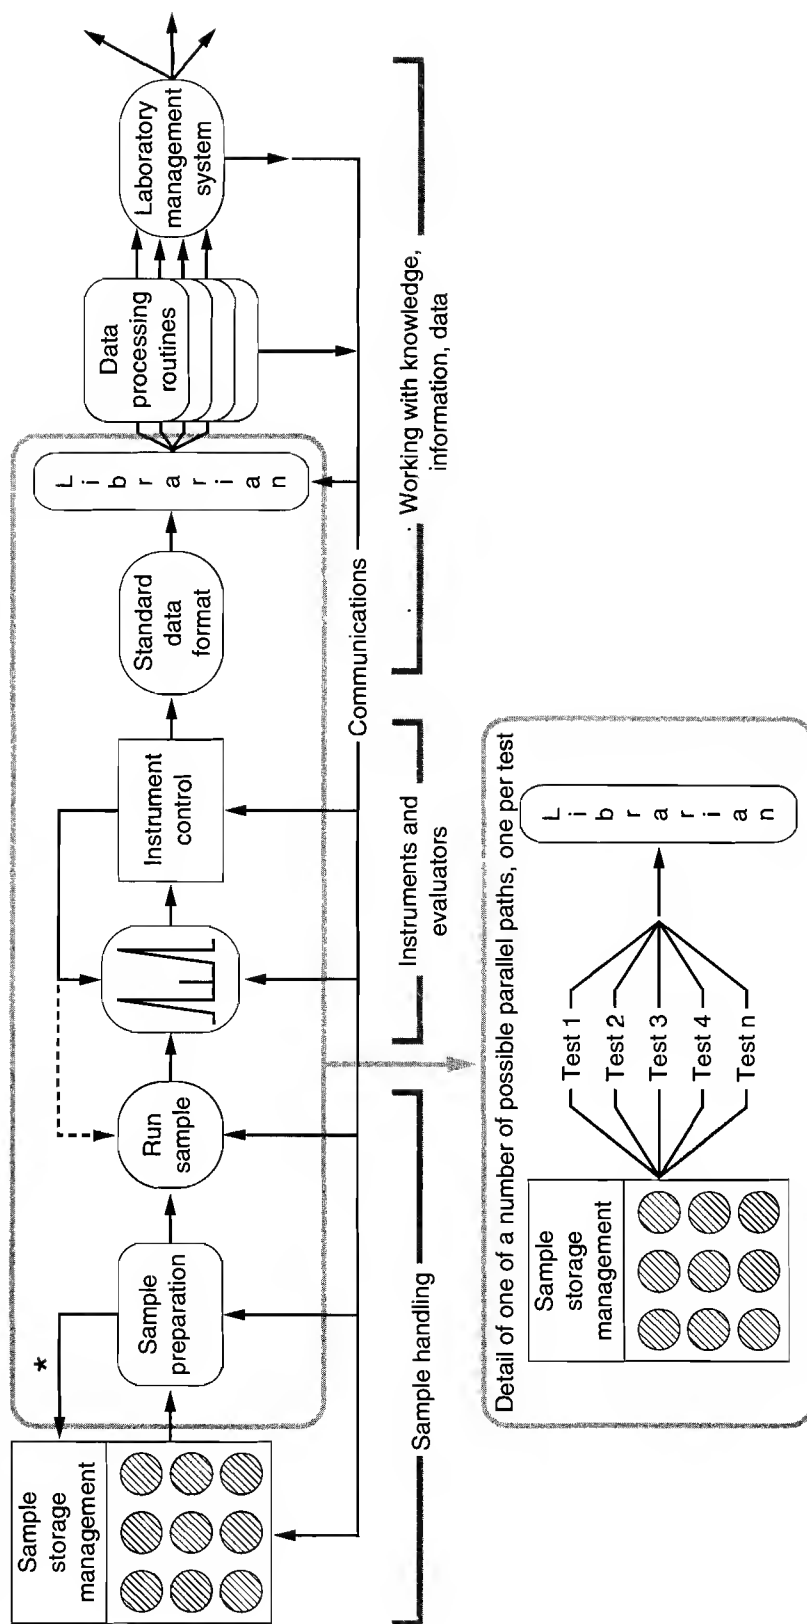 Sample
storage
management
*
Sample
preparation
Run
sample
Instrument
control
Standard
data
format
Librarian
Data
processing
routines
Laboratory
management
system
Communications
Sample handling
Instruments and
evaluators
Working with knowledge,
information, data
Detail of one of a number of possible parallel paths, one per test
Sample
storage
management
Test 1
Test 2
Test 3
Test 4
Test n
Librarian